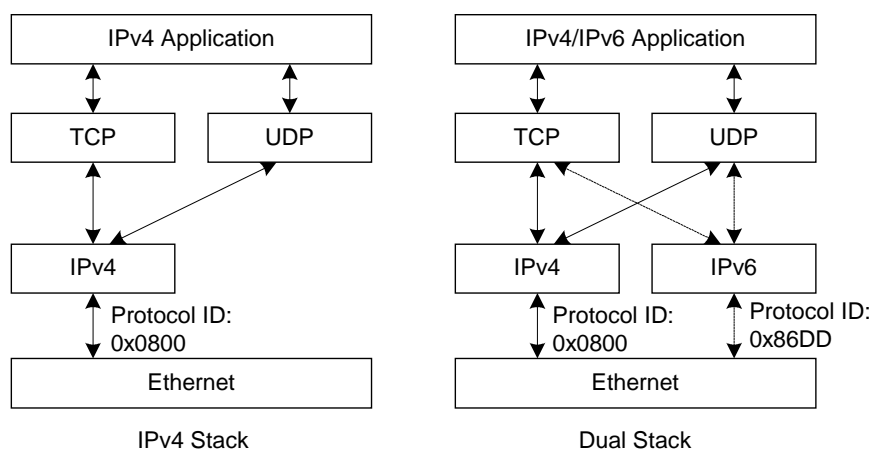 IPv4 Application
TCP
UDP
IPv4
Protocol ID:
0x0800
Ethernet
IPv4 Stack
IPv4/IPv6 Application
TCP
UDP
IPv4
IPv6
Protocol ID:
0x0800
Protocol ID:
0x86DD
Ethernet
Dual Stack